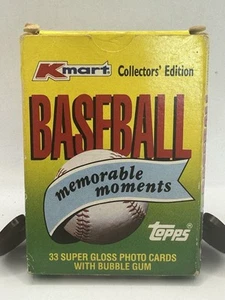 Kmart Collectors' Edition
BASEBALL
memorable
moments
TOPPS
33 SUPER GLOSS PHOTO CARDS
WITH BUBBLE GUM